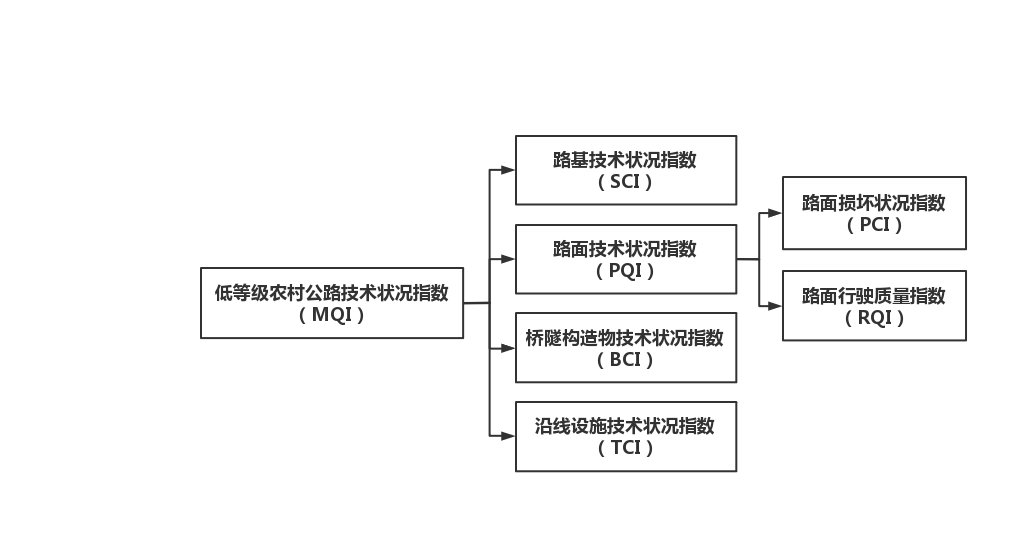 低等级农村公路技术状况指数
（MQI）
路基技术状况指数
（SCI）
路面技术状况指数
（PQI）
桥隧构造物技术状况指数
（BCI）
沿线设施技术状况指数
（TCI）
路面损坏状况指数
（PCI）
路面行驶质量指数
（RQI）